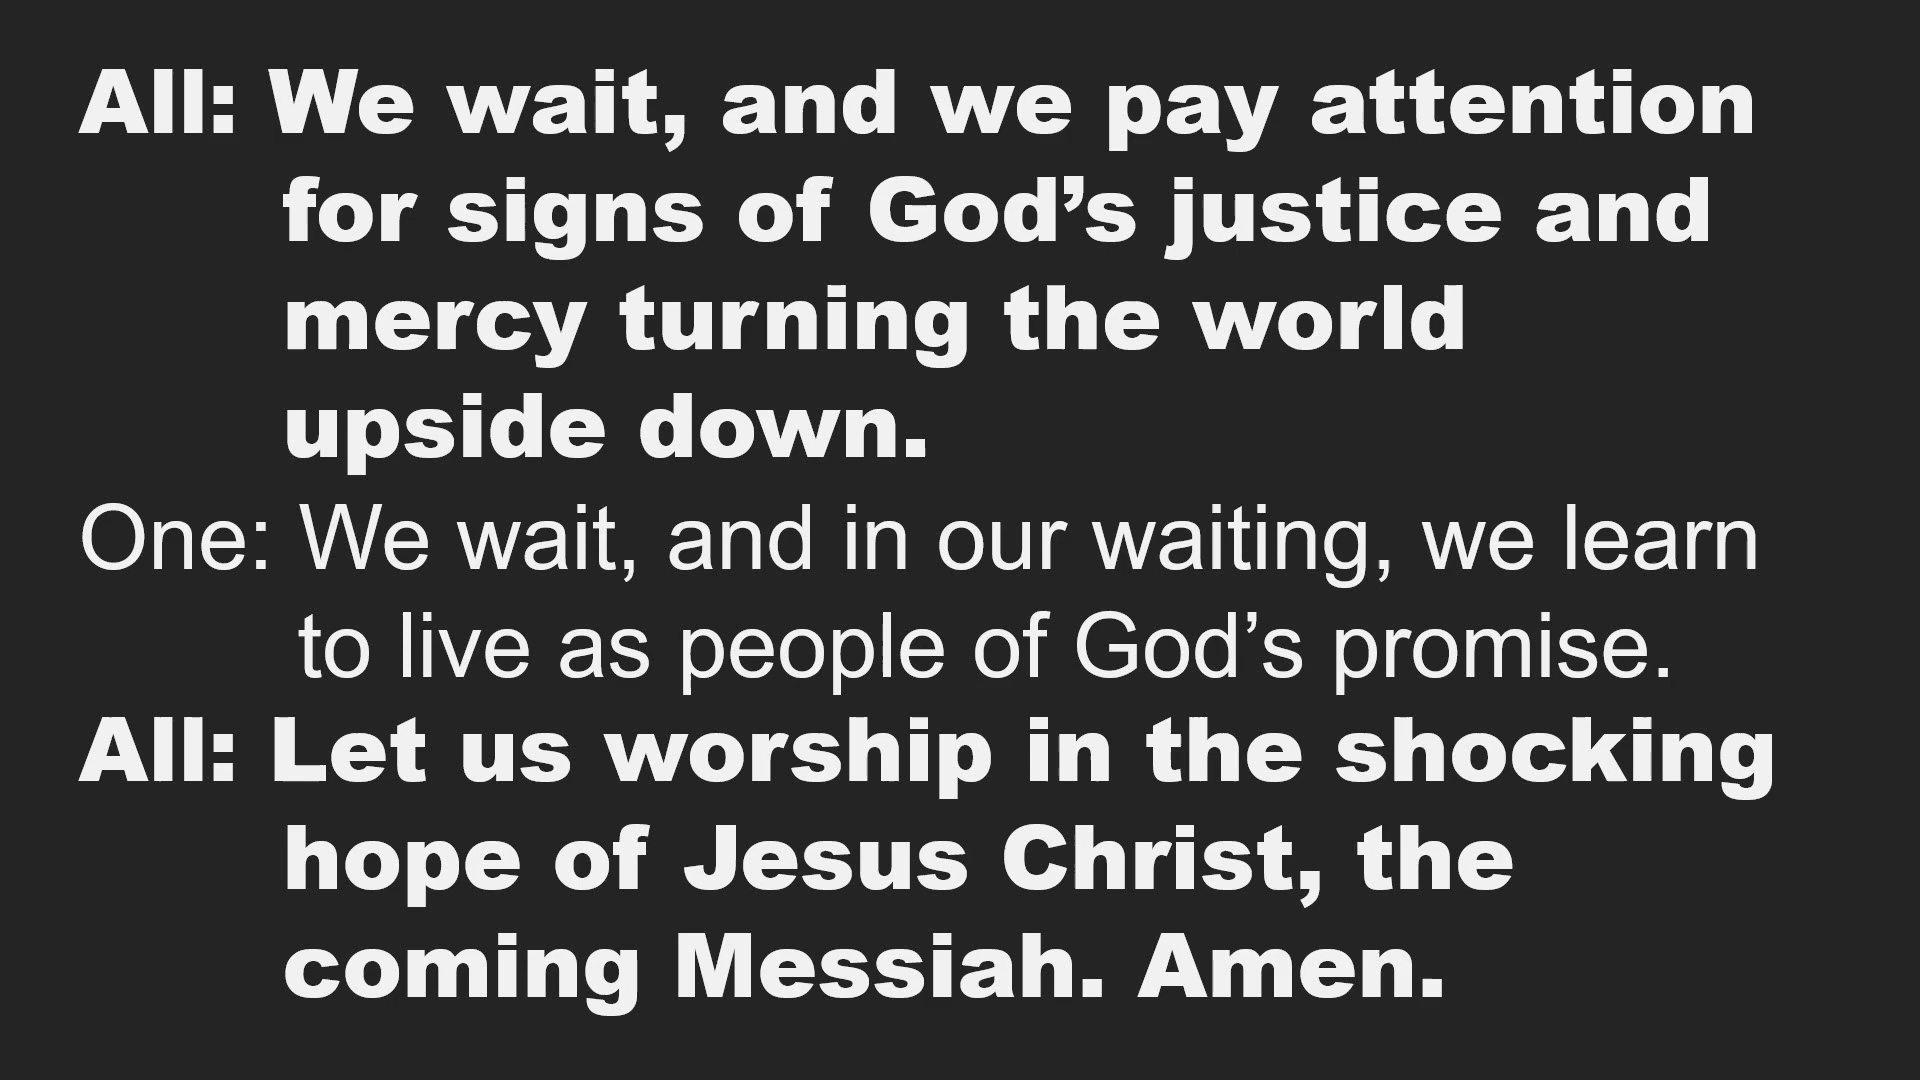 All: We wait, and we pay attention
for signs of God’s justice and
mercy turning the world
upside down.
One: We wait, and in our waiting, we learn
to live as people of God’s promise.
All: Let us worship in the shocking
hope of Jesus Christ, the
coming Messiah. Amen.